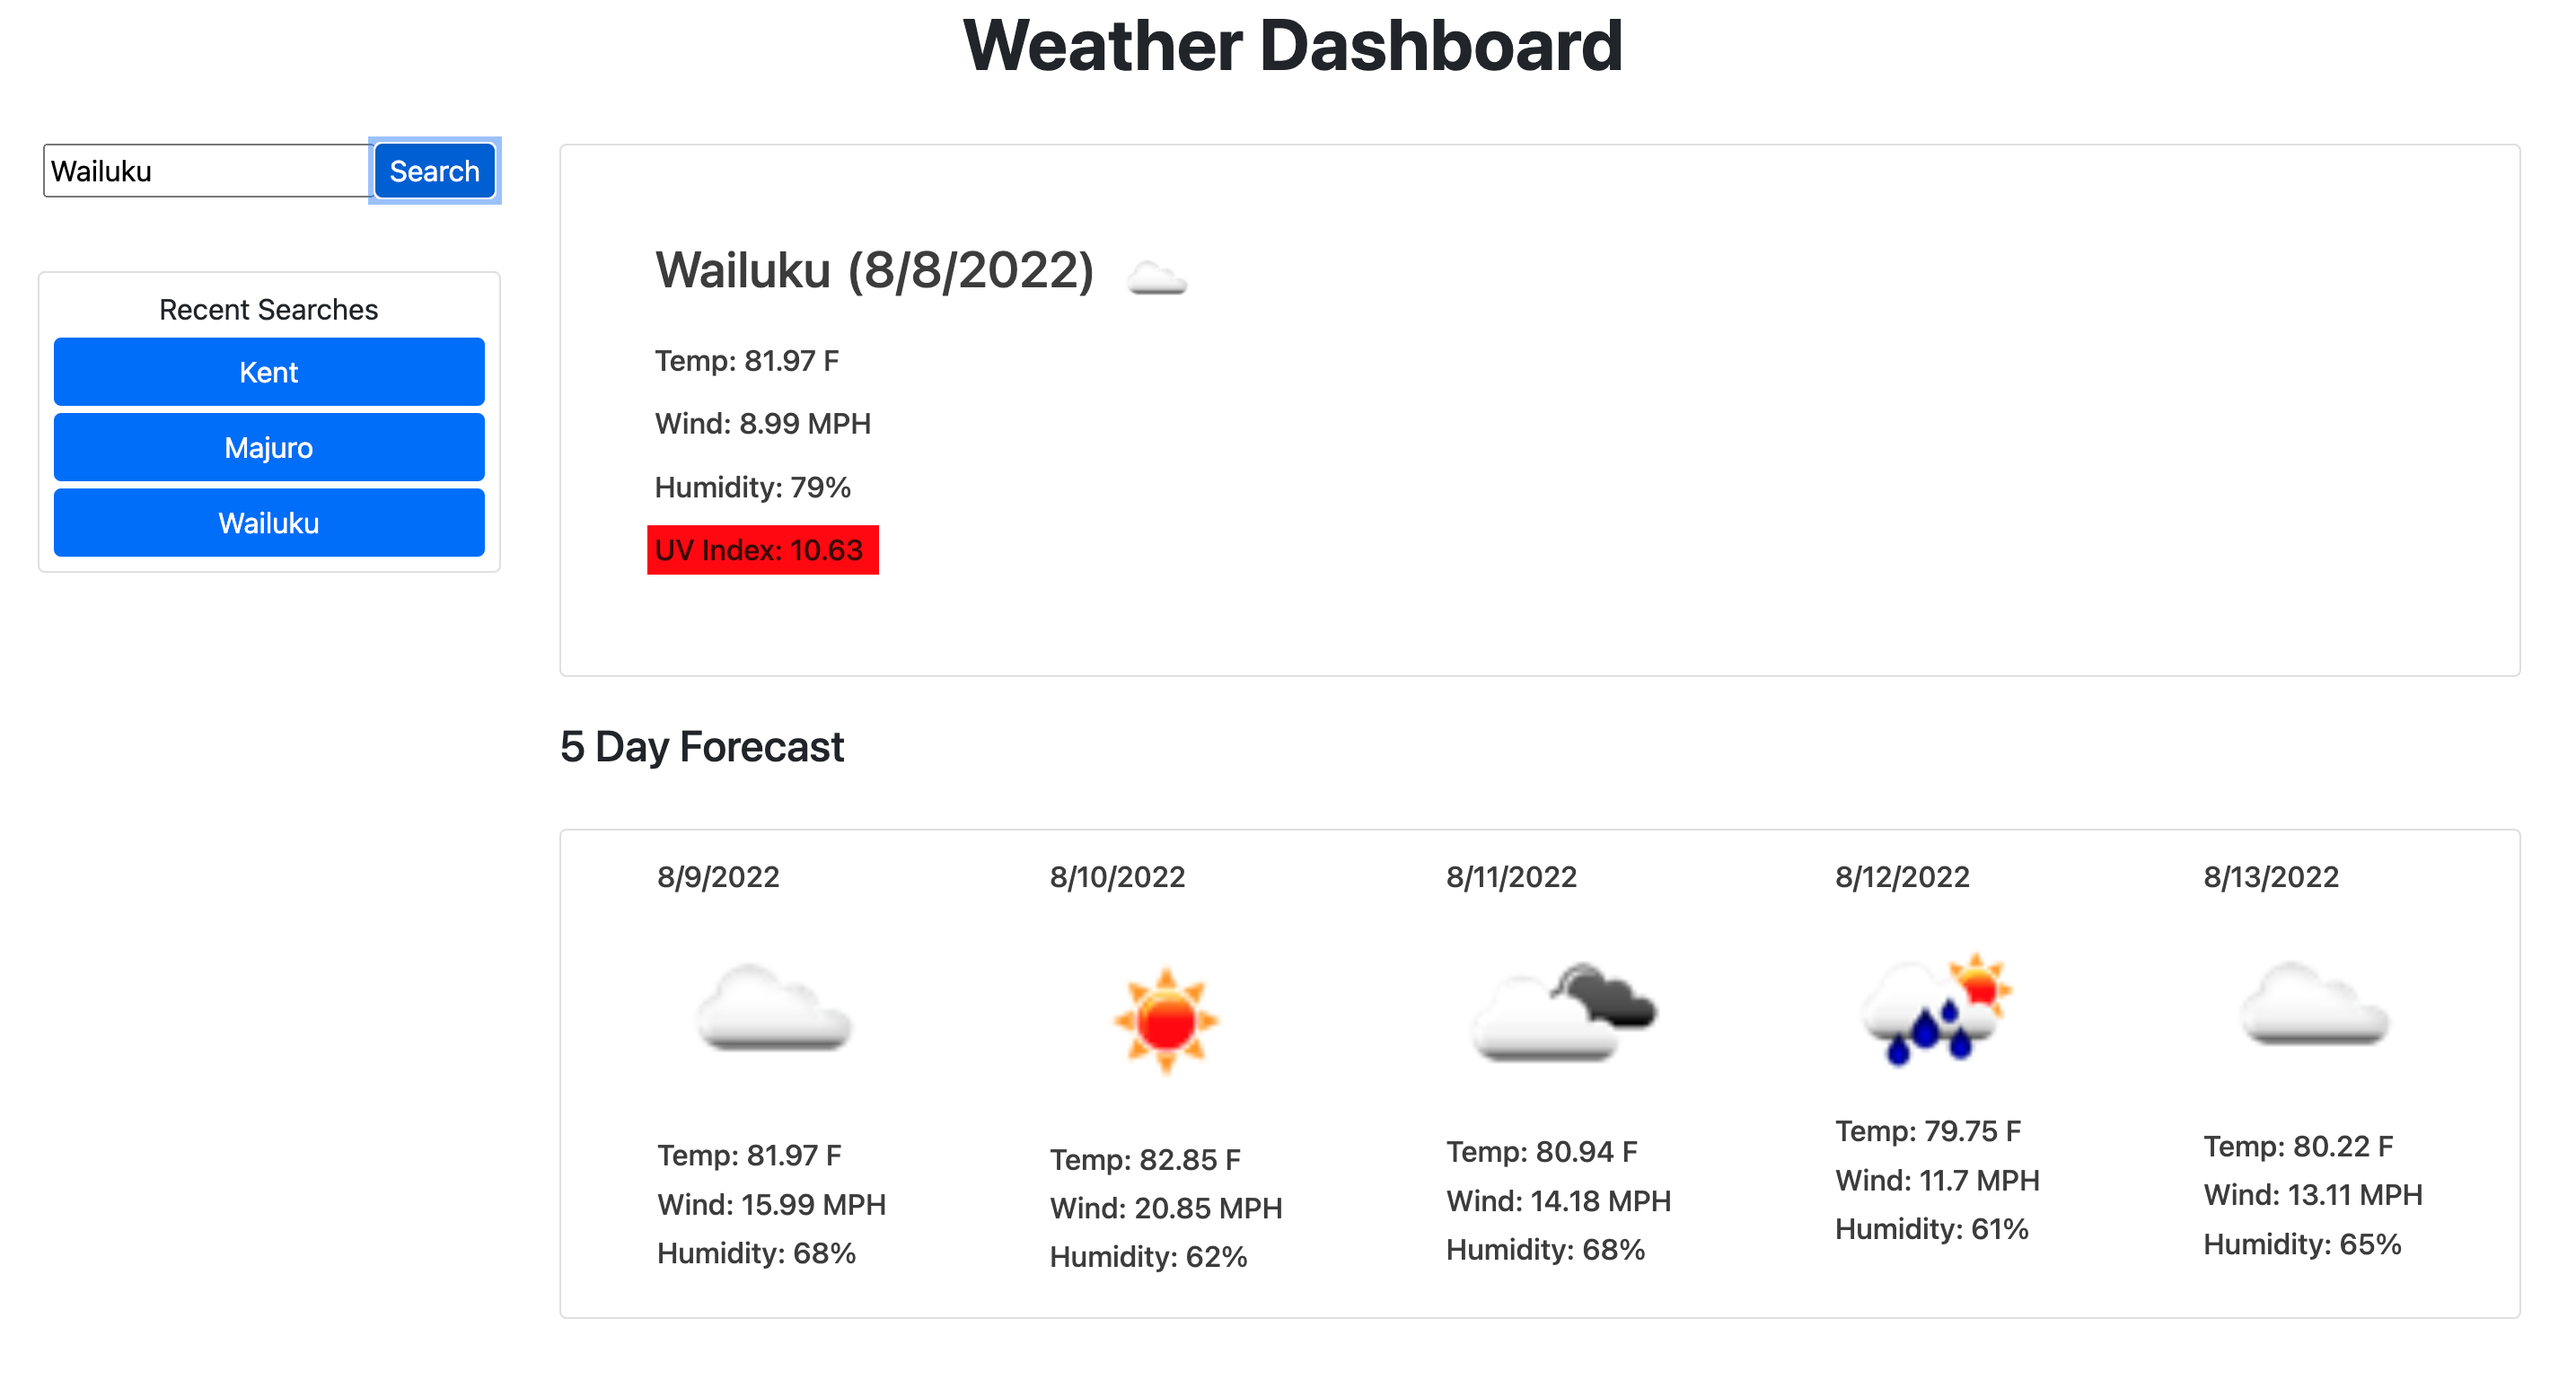 Weather Dashboard
Wailuku
Search
Recent Searches
Kent
Majuro
Wailuku
Wailuku (8/8/2022)
Temp: 81.97 F
Wind: 8.99 MPH
Humidity: 79%
UV Index: 10.63
5 Day Forecast
8/9/2022
Temp: 81.97 F
Wind: 15.99 MPH
Humidity: 68%
8/10/2022
Temp: 82.85 F
Wind: 20.85 MPH
Humidity: 62%
8/11/2022
Temp: 80.94 F
Wind: 14.18 MPH
Humidity: 68%
8/12/2022
Temp: 79.75 F
Wind: 11.7 MPH
Humidity: 61%
8/13/2022
Temp: 80.22 F
Wind: 13.11 MPH
Humidity: 65%